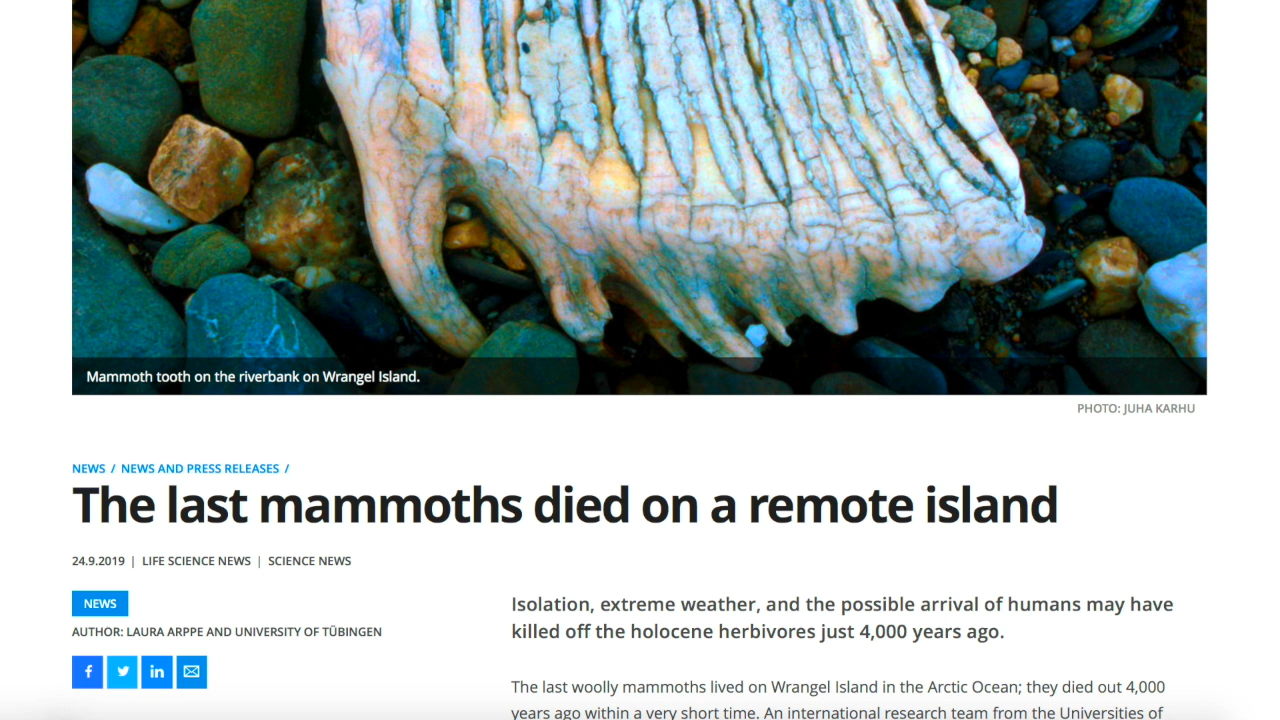 Mammoth tooth on the riverbank on Wrangel Island.
PHOTO: JUHA KARHU
NEWS / NEWS AND PRESS RELEASES /
The last mammoths died on a remote island
24.9.2019 | LIFE SCIENCE NEWS | SCIENCE NEWS
NEWS
AUTHOR: LAURA ARPPE AND UNIVERSITY OF TÜBINGEN
f in
Isolation, extreme weather, and the possible arrival of humans may have
killed off the holocene herbivores just 4,000 years ago.
The last woolly mammoths lived on Wrangel Island in the Arctic Ocean; they died out 4,000
years ago within a very short time. An international research team from the Universities of